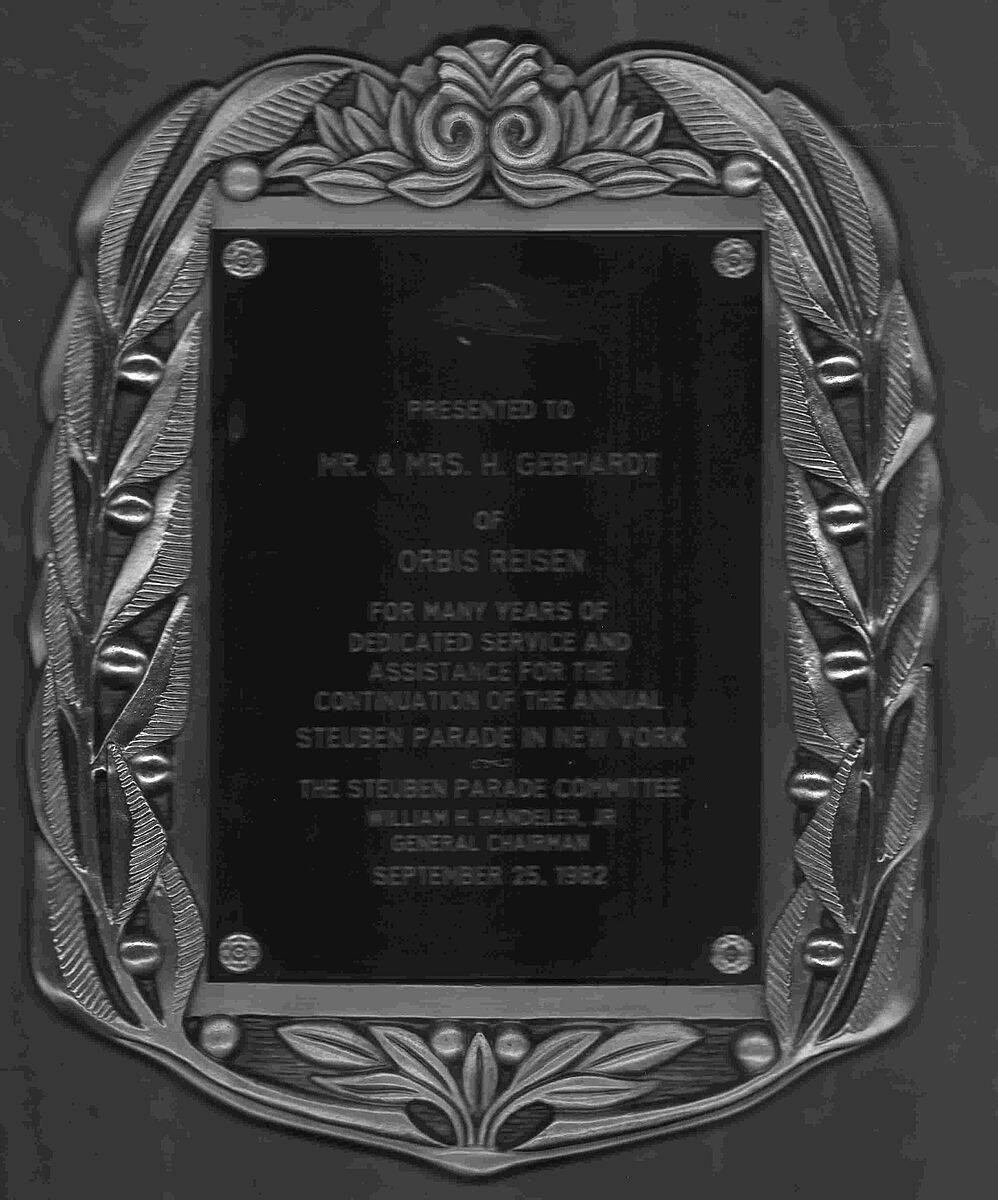 PRESENTED TO
MR. & MRS. H. GEBHARDT
OF
ORBIS REISEN
FOR MANY YEARS OF
DEDICATED SERVICE AND
ASSISTANCE FOR THE
CONTINUATION OF THE ANNUAL
STEUBEN PARADE IN NEW YORK
THE STEUBEN PARADE COMMITTEE
WILLIAM H. HANDELER, JR
GENERAL CHAIRMAN
SEPTEMBER 25, 1982